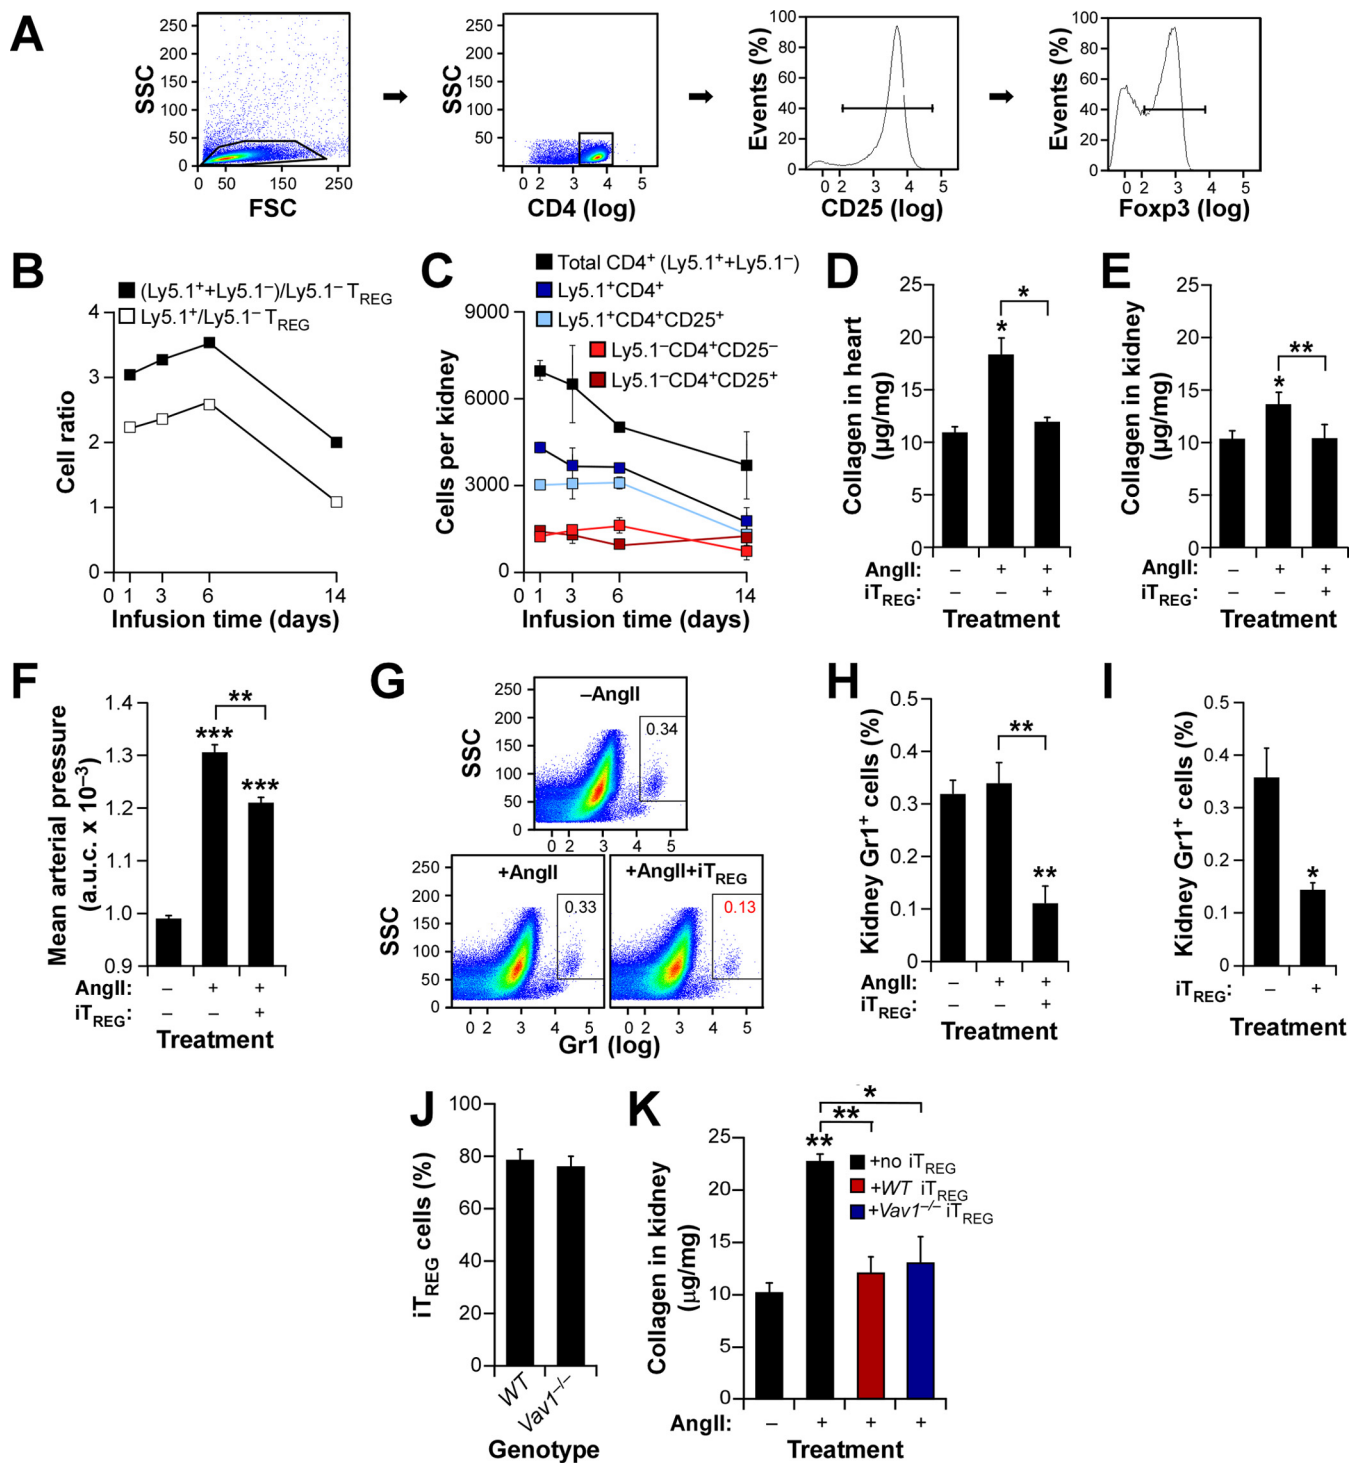 A
SSC
250
200
150
100
50
0
0 50 150 250
FSC
SSC
250
200
150
100
50
0
0 2 3 4 5
CD4 (log)
Events (%)
100
80
60
40
20
0
0 2 3 4 5
CD25 (log)
Events (%)
100
80
60
40
20
0
0 2 3 5
Foxp3 (log)
B
(Ly5.1⁺+Ly5.1⁻)/Ly5.1⁻ TREG
Ly5.1⁺/Ly5.1⁻ TREG
Cell ratio
4
3
2
1
0
0 1 3 6 14
Infusion time (days)
C
Total CD4⁺ (Ly5.1⁺+Ly5.1⁻)
Ly5.1⁺CD4⁺
Ly5.1⁺CD4⁺CD25⁺
Ly5.1⁻CD4⁺CD25⁻
Ly5.1⁻CD4⁺CD25⁺
Cells per kidney
9000
6000
3000
0
0 1 3 6 14
Infusion time (days)
D
Collagen in heart
(µg/mg)
25
20
15
10
5
0
*
*
AngII: – + +
iTREG: – – +
Treatment
E
Collagen in kidney
(µg/mg)
25
20
15
10
5
0
*
**
AngII: – + +
iTREG: – – +
Treatment
F
Mean arterial pressure
(a.u.c. x 10⁻³)
1.4
1.3
1.2
1.1
1.0
0.9
**
***
***
AngII: – + +
iTREG: – – +
Treatment
G
SSC
250
200
150
100
50
0
–AngII
0.34
0 2 3 4 5
SSC
250
200
150
100
50
0
+AngII
0.33
0 2 3 4 5
+AngII+iTREG
0.13
0 2 3 4 5
Gr1 (log)
H
Kidney Gr1⁺ cells (%)
0.5
0.4
0.3
0.2
0.1
0
**
**
AngII: – + +
iTREG: – – +
Treatment
I
Kidney Gr1⁺ cells (%)
0.5
0.4
0.3
0.2
0.1
0
*
iTREG: – +
Treatment
J
iTREG cells (%)
100
80
60
40
20
0
WT
Vav1⁻/⁻
Genotype
K
Collagen in kidney
(µg/mg)
25
20
15
10
5
0
*
**
**
+no iTREG
+WT iTREG
+Vav1⁻/⁻ iTREG
AngII: – + + +
Treatment